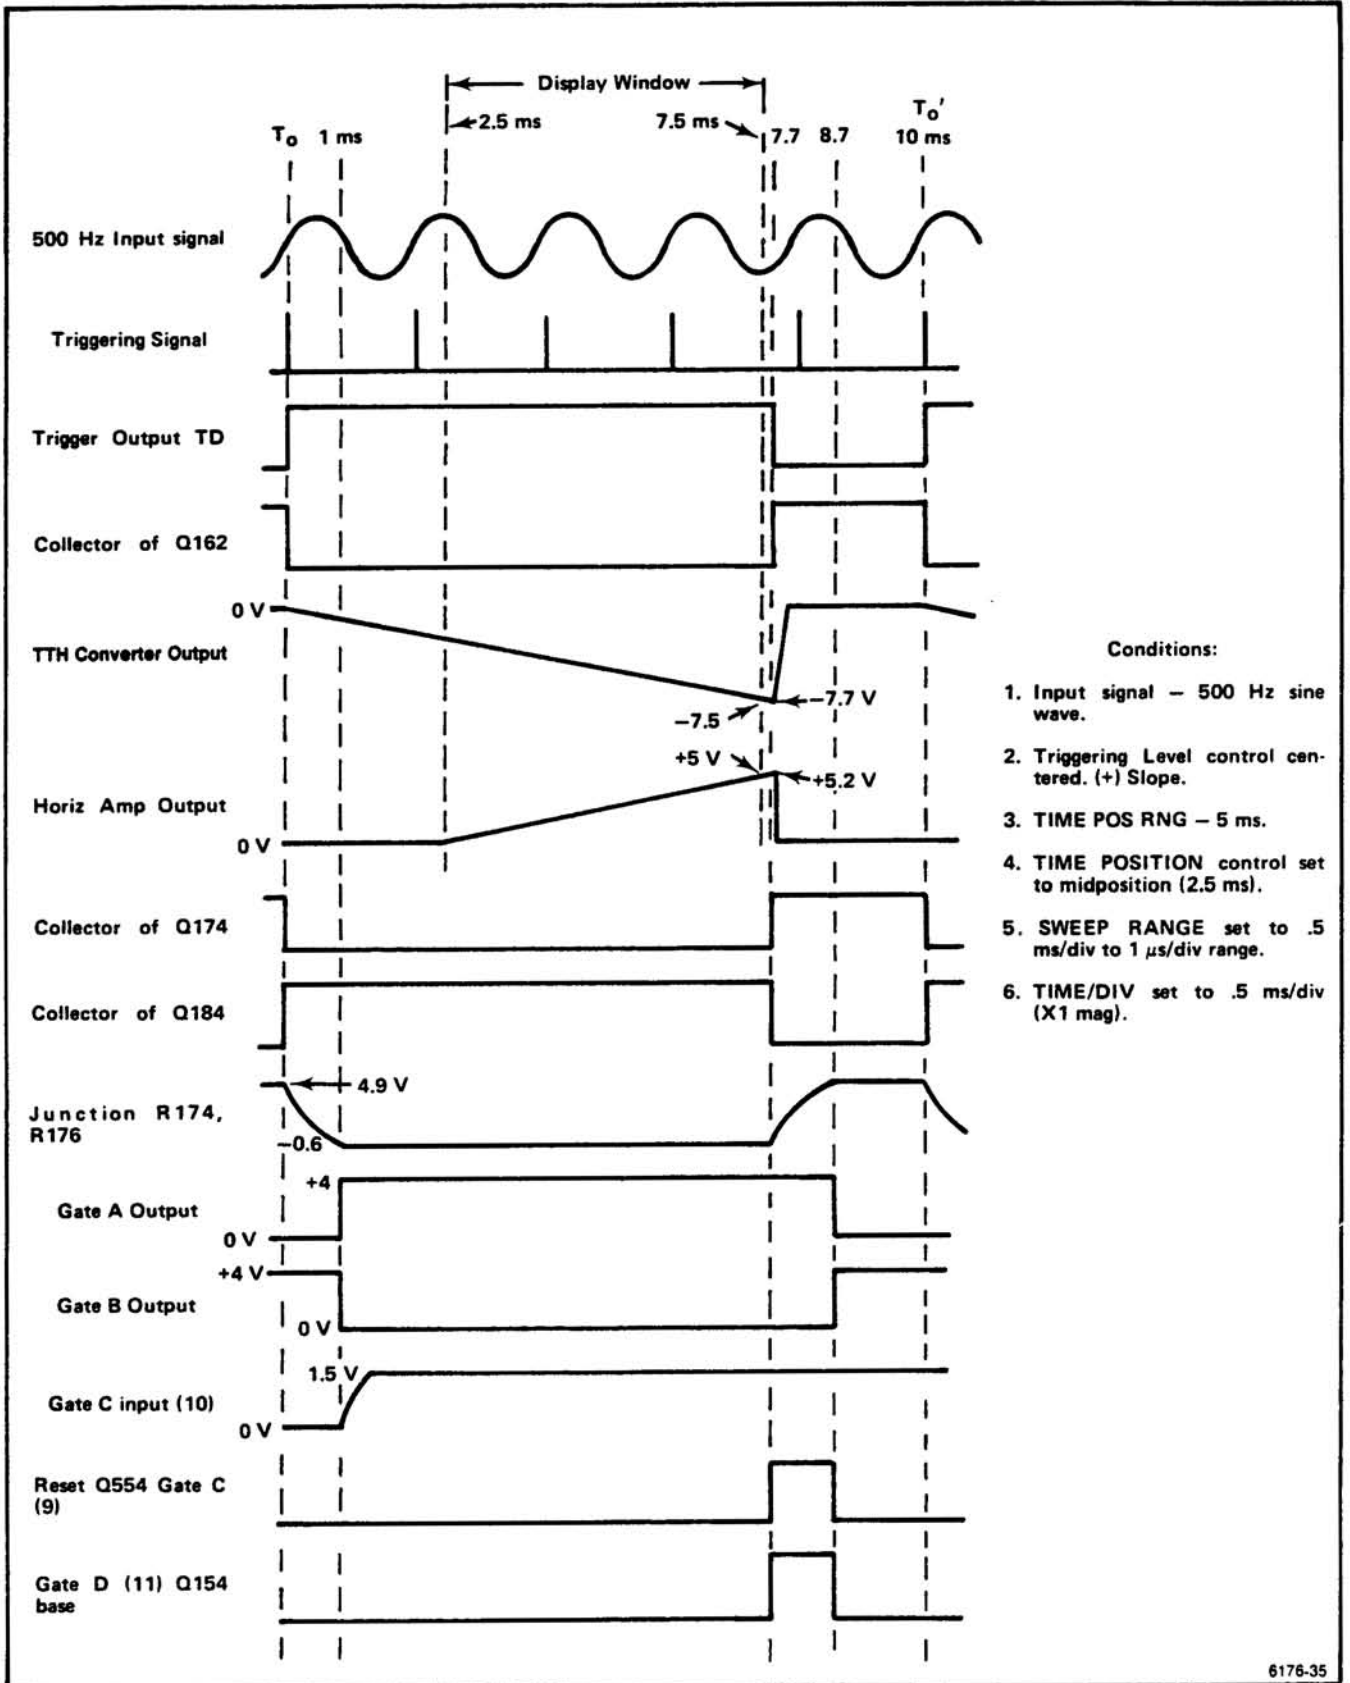 Display Window
2.5 ms
7.5 ms
To'
To
1 ms
7.7
8.7
10 ms
500 Hz Input signal
Triggering Signal
Trigger Output TD
Collector of Q162
0 V
TTH Converter Output
−7.7 V
−7.5
+5 V
+5.2 V
Horiz Amp Output
0 V
Collector of Q174
Collector of Q184
4.9 V
Junction R174,
R176
−0.6
+4
Gate A Output
0 V
+4 V
Gate B Output
0 V
1.5 V
Gate C input (10)
0 V
Reset Q554 Gate C
(9)
Gate D (11) Q154
base
Conditions:
1. Input signal — 500 Hz sine
wave.
2. Triggering Level control cen-
tered. (+) Slope.
3. TIME POS RNG — 5 ms.
4. TIME POSITION control set
to midposition (2.5 ms).
5. SWEEP RANGE set to .5
ms/div to 1 μs/div range.
6. TIME/DIV set to .5 ms/div
(X1 mag).
6176-35